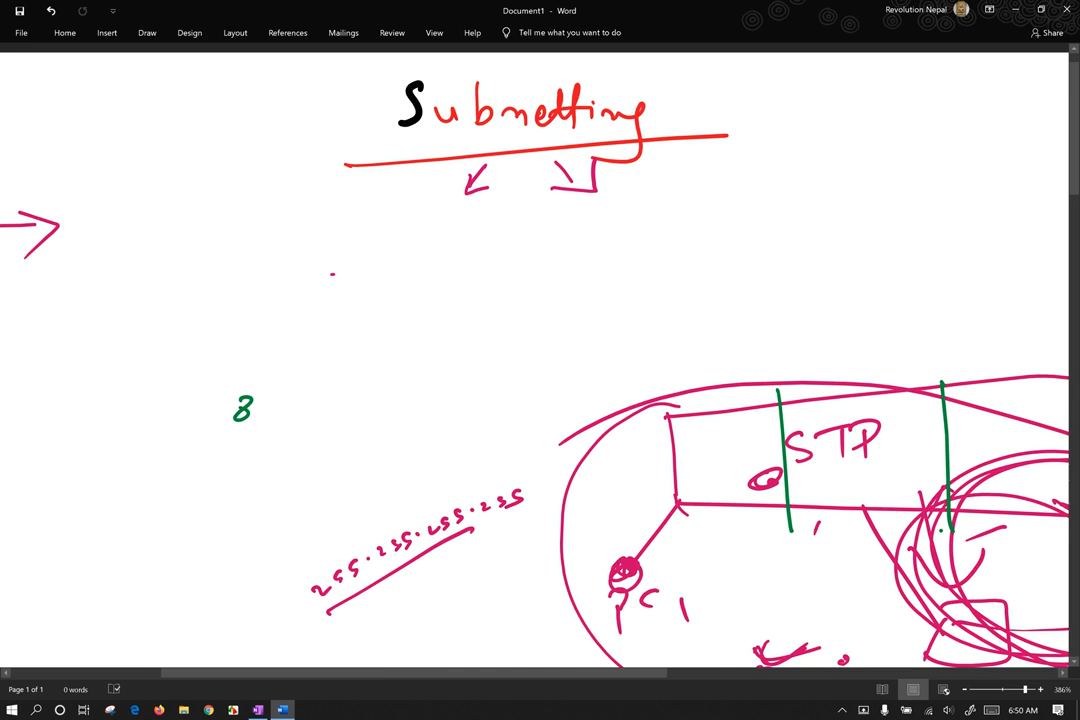 Document1 - Word
Revolution Nepal
File Home Insert Draw Design Layout References Mailings Review View Help Tell me what you want to do Share
Subnetting
8
STP
255.255.255.255
PC 1
Page 1 of 1 0 words 386%
6:50 AM